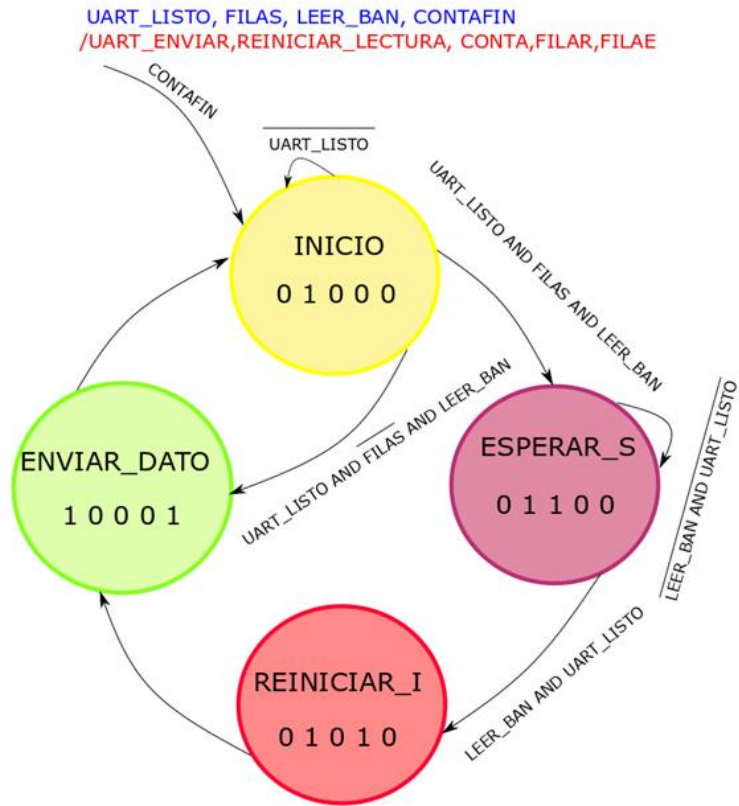 UART_LISTO, FILAS, LEER_BAN, CONTAFIN
/UART_ENVIAR,REINICIAR_LECTURA, CONTA,FILAR,FILAE
CONTAFIN
UART_LISTO
INICIO
0 1 0 0 0
UART_LISTO AND FILAS AND LEER_BAN
UART_LISTO AND FILAS AND LEER_BAN
ENVIAR_DATO
1 0 0 0 1
ESPERAR_S
0 1 1 0 0
LEER_BAN AND UART_LISTO
LEER_BAN AND UART_LISTO
REINICIAR_I
0 1 0 1 0